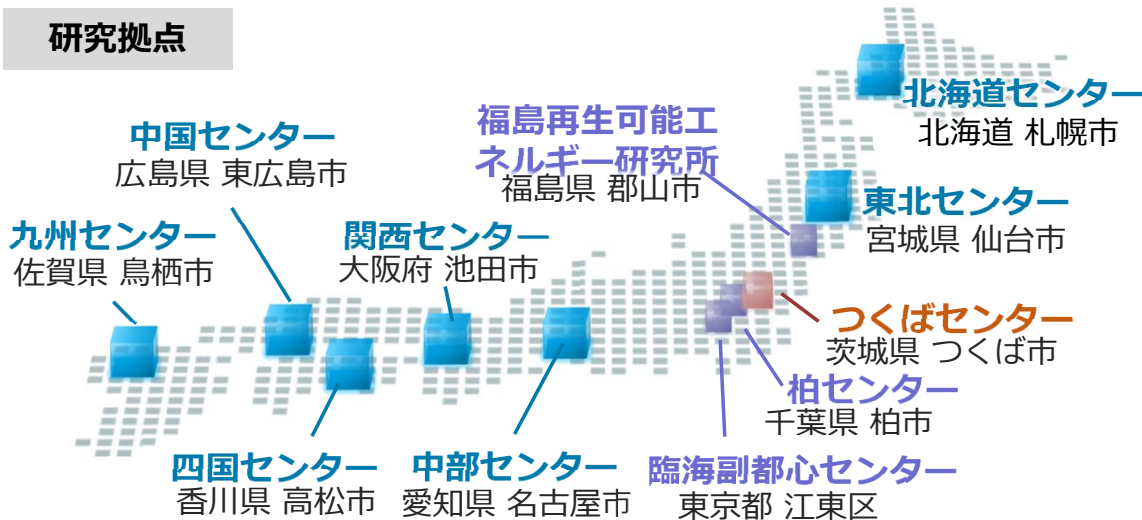 研究拠点
北海道センター
北海道 札幌市
福島再生可能エ
ネルギー研究所
福島県 郡山市
中国センター
広島県 東広島市
東北センター
宮城県 仙台市
九州センター
佐賀県 鳥栖市
関西センター
大阪府 池田市
つくばセンター
茨城県 つくば市
柏センター
千葉県 柏市
四国センター
香川県 高松市
中部センター
愛知県 名古屋市
臨海副都心センター
東京都 江東区